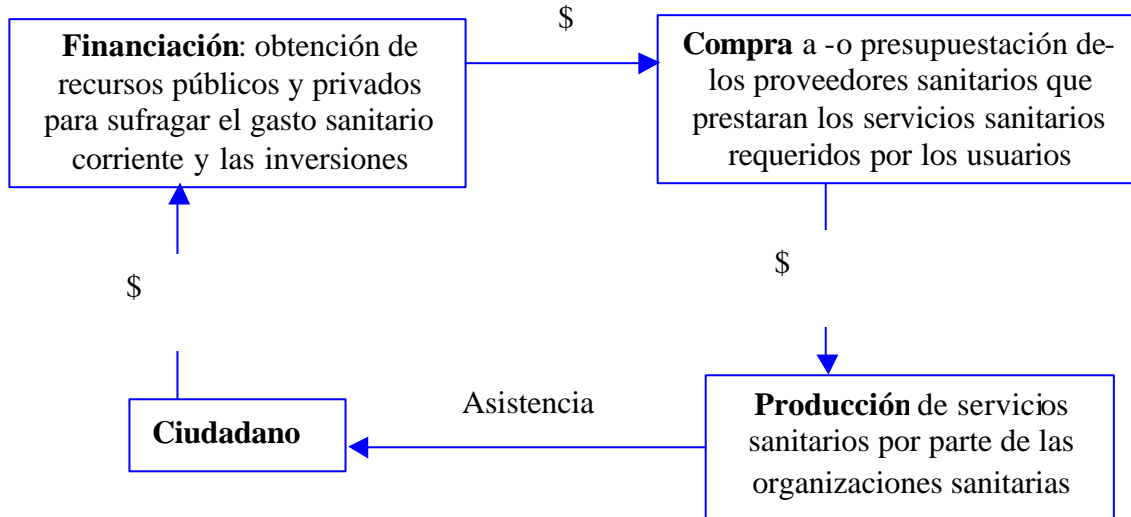 $
Financiación: obtención de
recursos públicos y privados
para sufragar el gasto sanitario
corriente y las inversiones
Compra a -o presupuestación de-
los proveedores sanitarios que
prestaran los servicios sanitarios
requeridos por los usuarios
$
$
Ciudadano
Asistencia
Producción de servicios
sanitarios por parte de las
organizaciones sanitarias